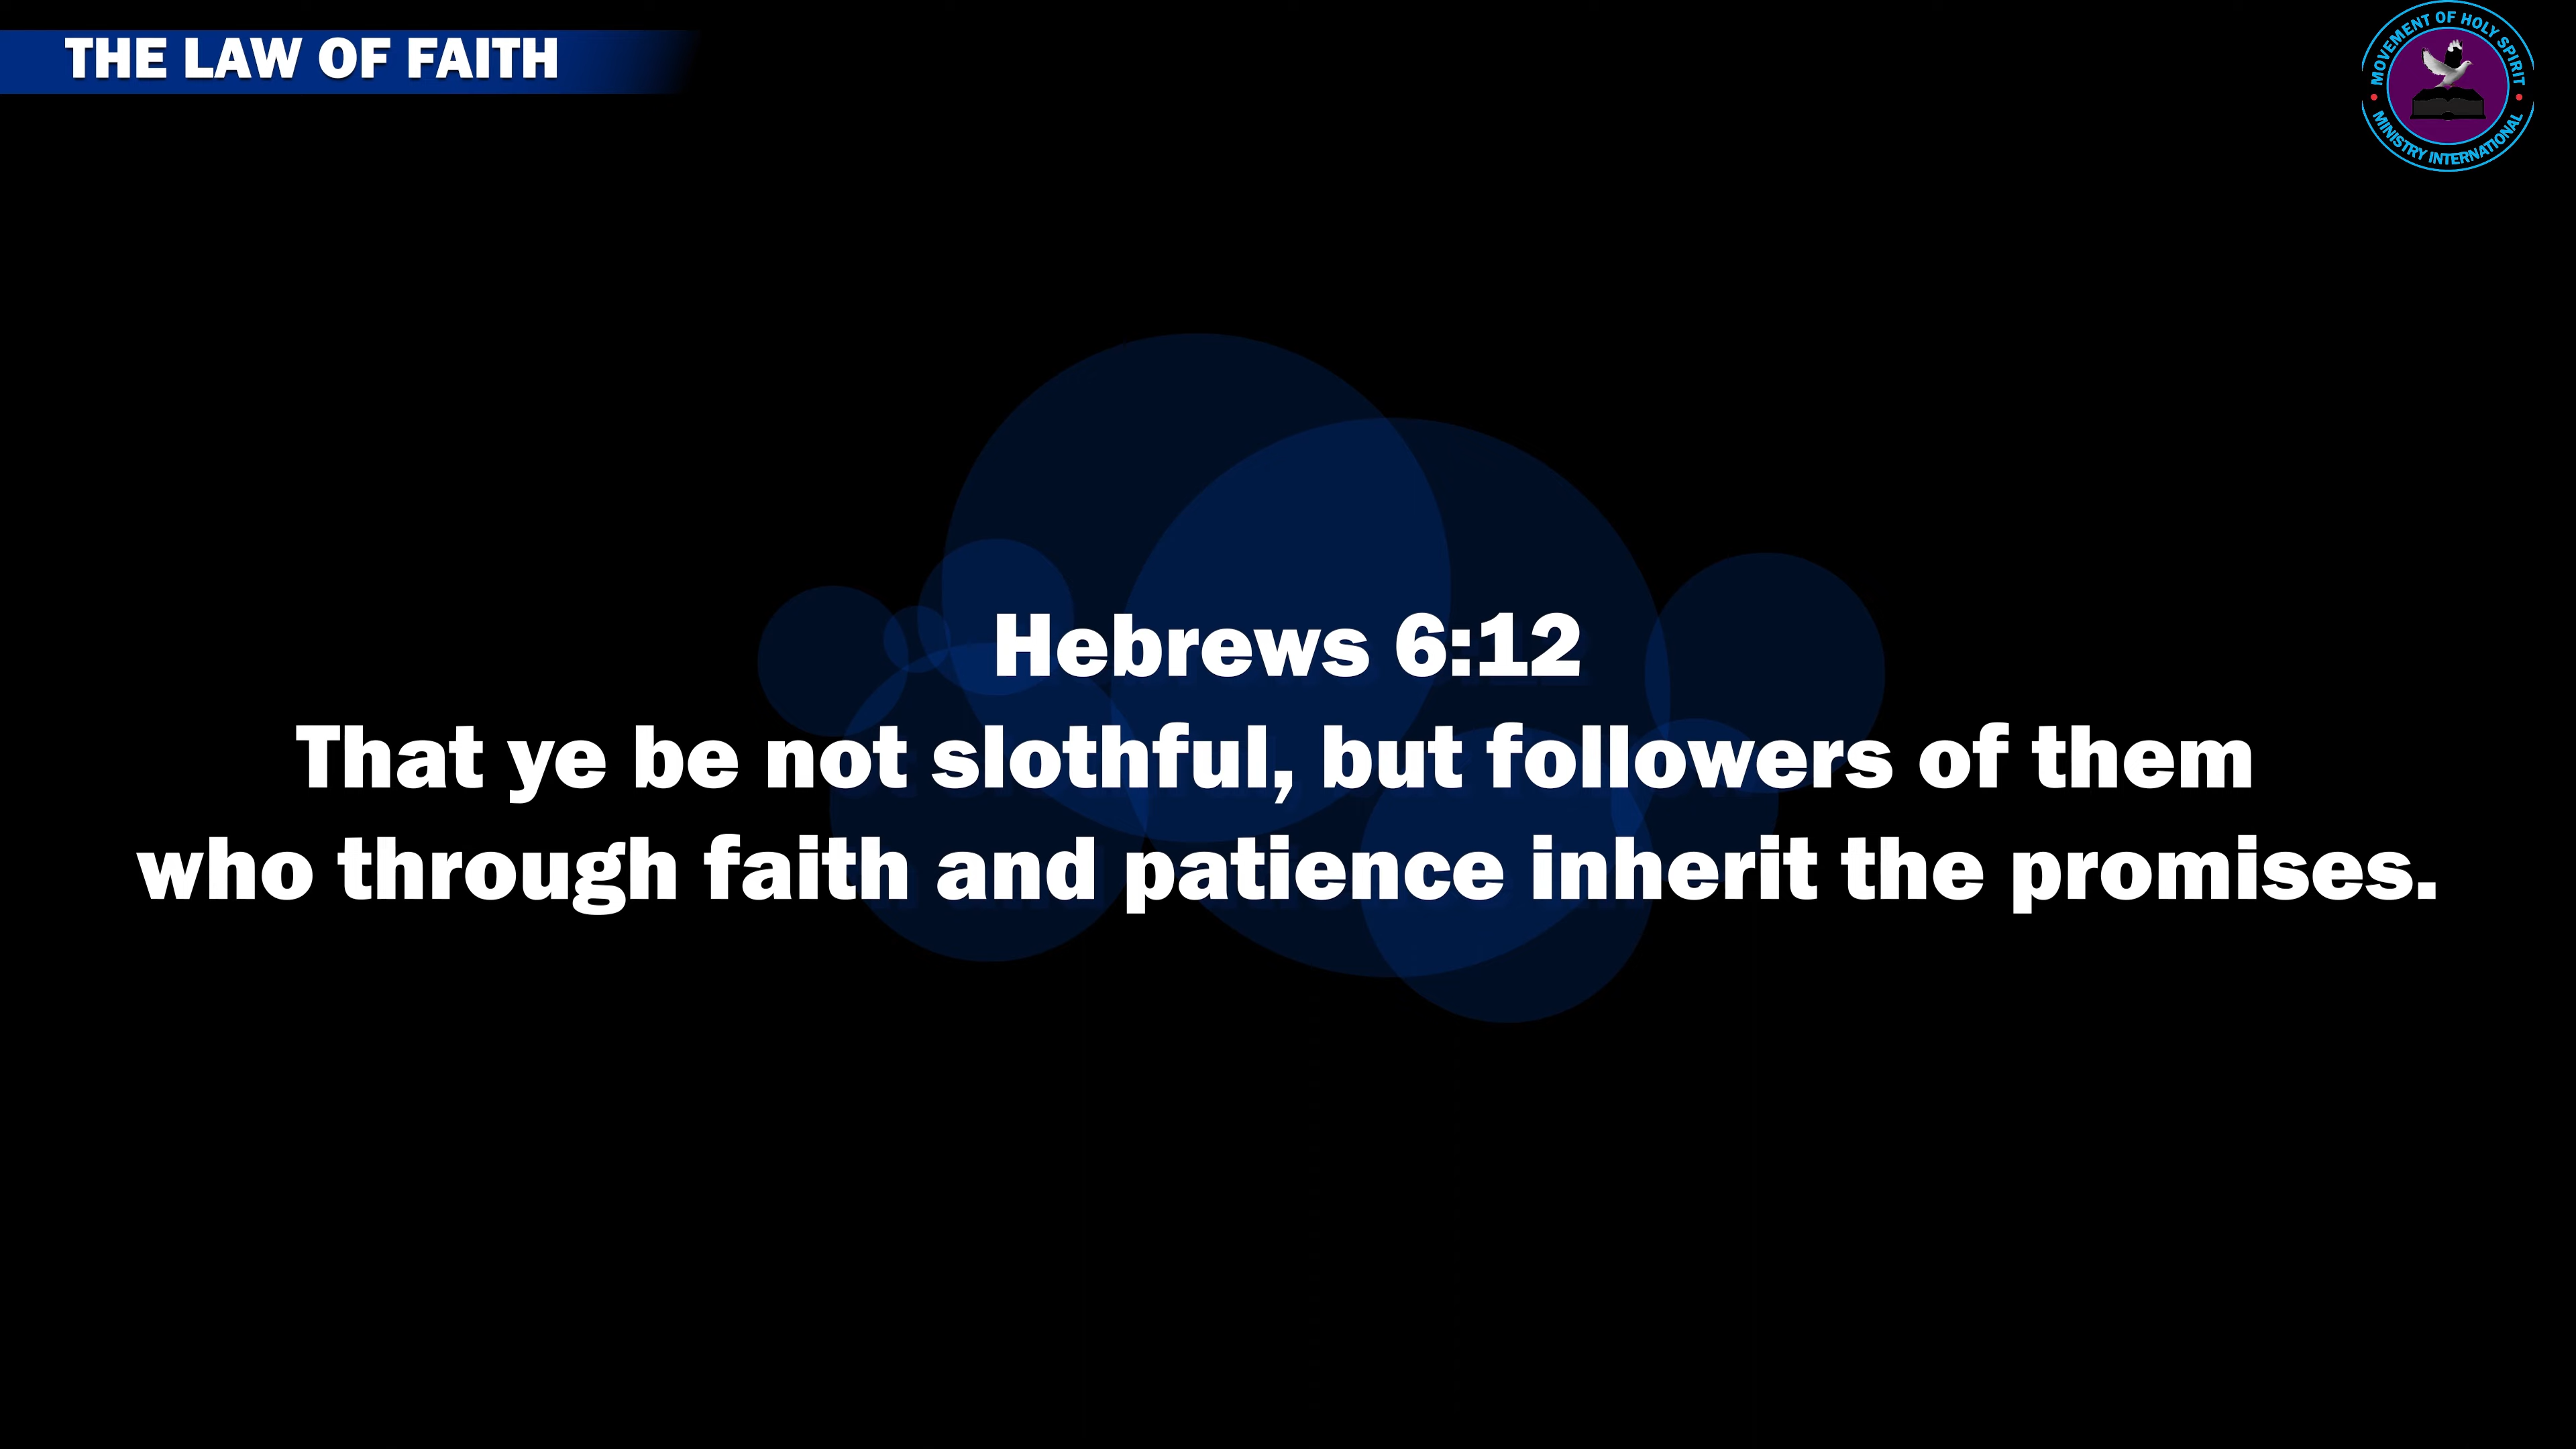 THE LAW OF FAITH
MOVEMENT OF HOLY SPIRIT
MINISTRY INTERNATIONAL
Hebrews 6:12
That ye be not slothful, but followers of them
who through faith and patience inherit the promises.